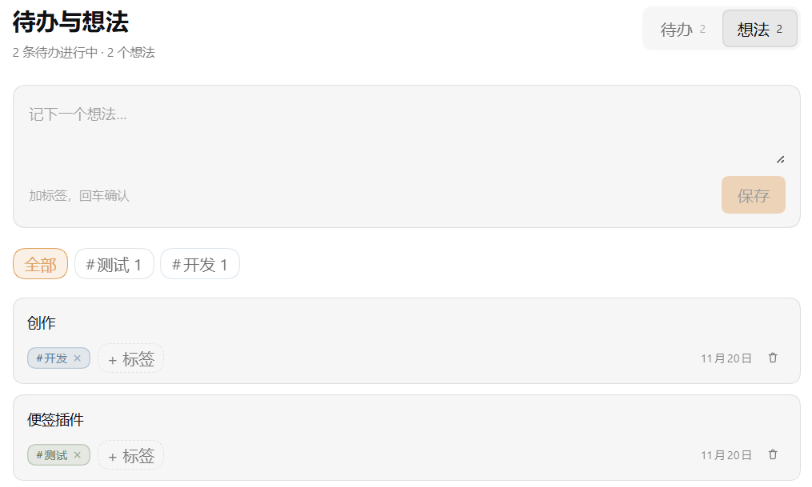 待办与想法
2 条待办进行中 · 2 个想法
待办 2 想法 2
记下一个想法...
加标签，回车确认
保存
全部 #测试 1 #开发 1
创作
#开发 × + 标签 11月20日
便签插件
#测试 × + 标签 11月20日